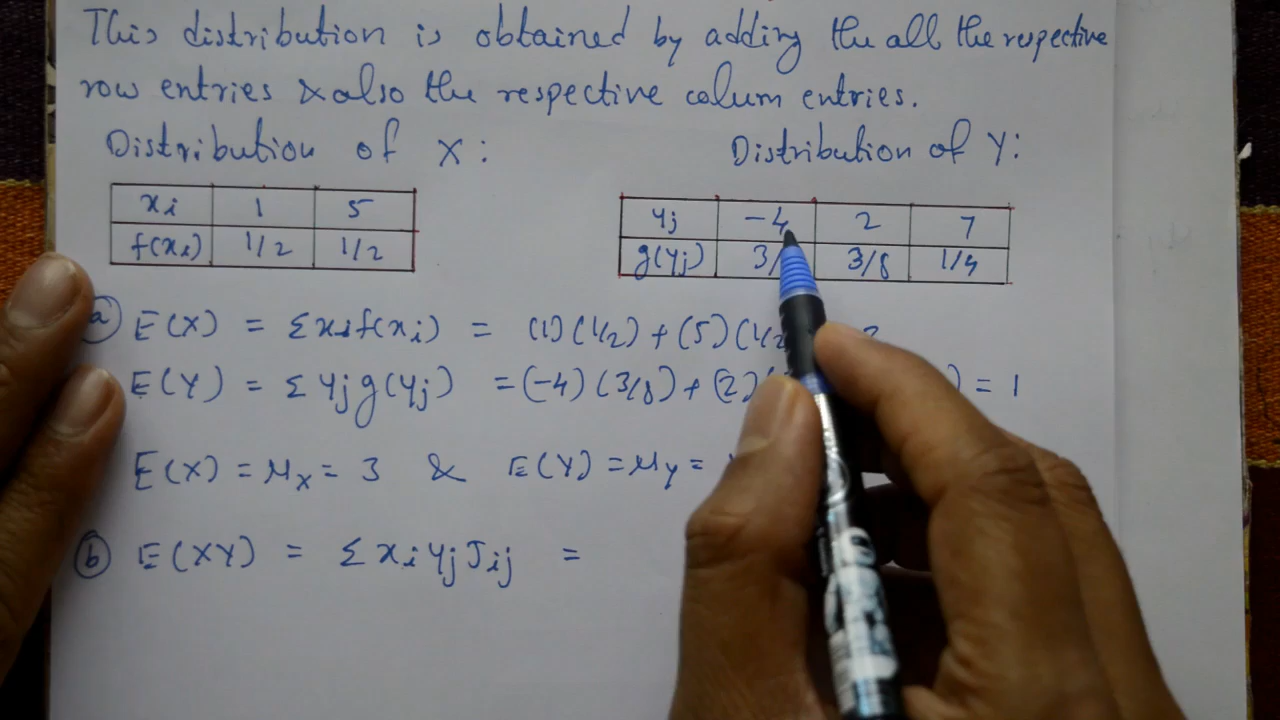 This distribution is obtained by adding the all the respective
row entries & also the respective colum entries.
Distribution of X: Distribution of Y:
xi 1 5
f(xi) 1/2 1/2
yj -4 2 7
g(yj) 3/ 3/8 1/4
(a) E(X) = Σxif(xi) = (1)(1/2) + (5)(1/2
E(Y) = Σ yjg(yj) = (-4)(3/8) + (2) ) = 1
E(X) = μx = 3 & E(Y) = μy =
(b) E(XY) = Σ xi yj Jij =